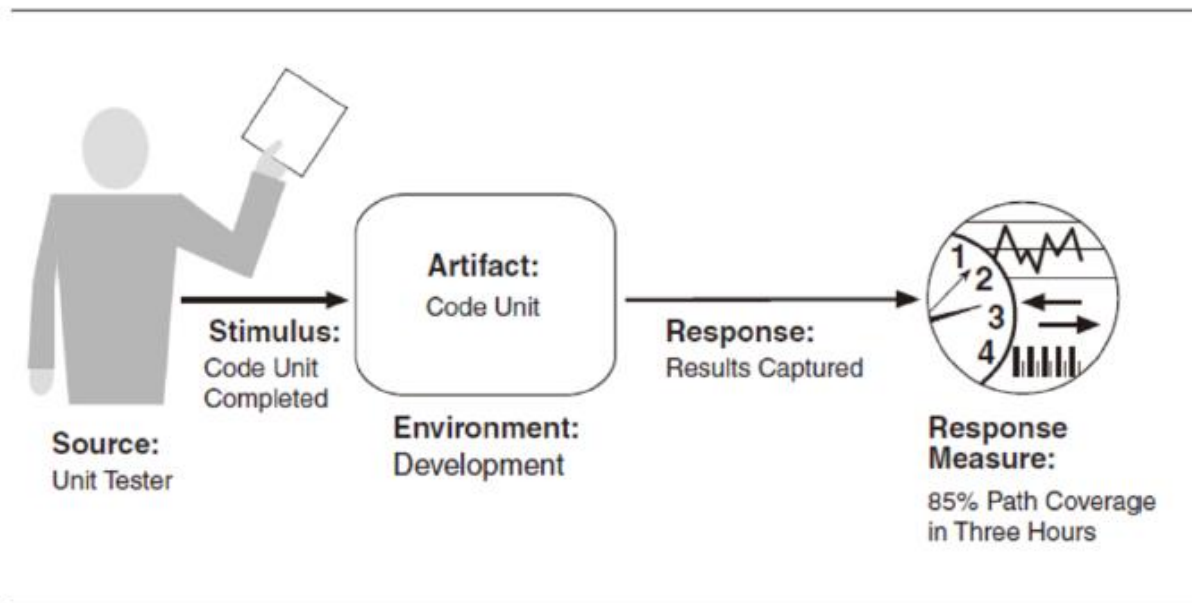 Source:
Unit Tester
Stimulus:
Code Unit
Completed
Artifact:
Code Unit
Environment:
Development
Response:
Results Captured
1
2
3
4
Response
Measure:
85% Path Coverage
in Three Hours